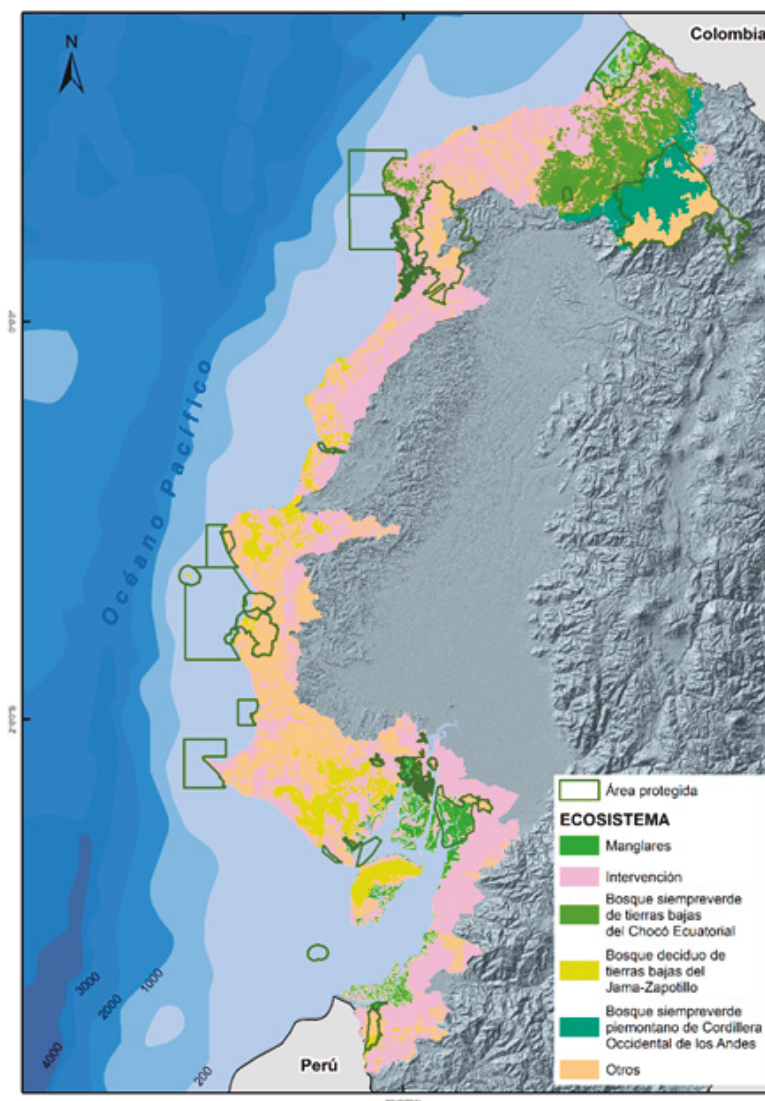 Colombia
N
Océano Pacífico
Área protegida
ECOSISTEMA
Manglares
Intervención
Bosque siempreverde
de tierras bajas
del Chocó Ecuatorial
Bosque deciduo de
tierras bajas del
Jama-Zapotillo
Bosque siempreverde
piemontano de Cordillera
Occidental de los Andes
Otros
3000
2000
1000
4000
200
Perú